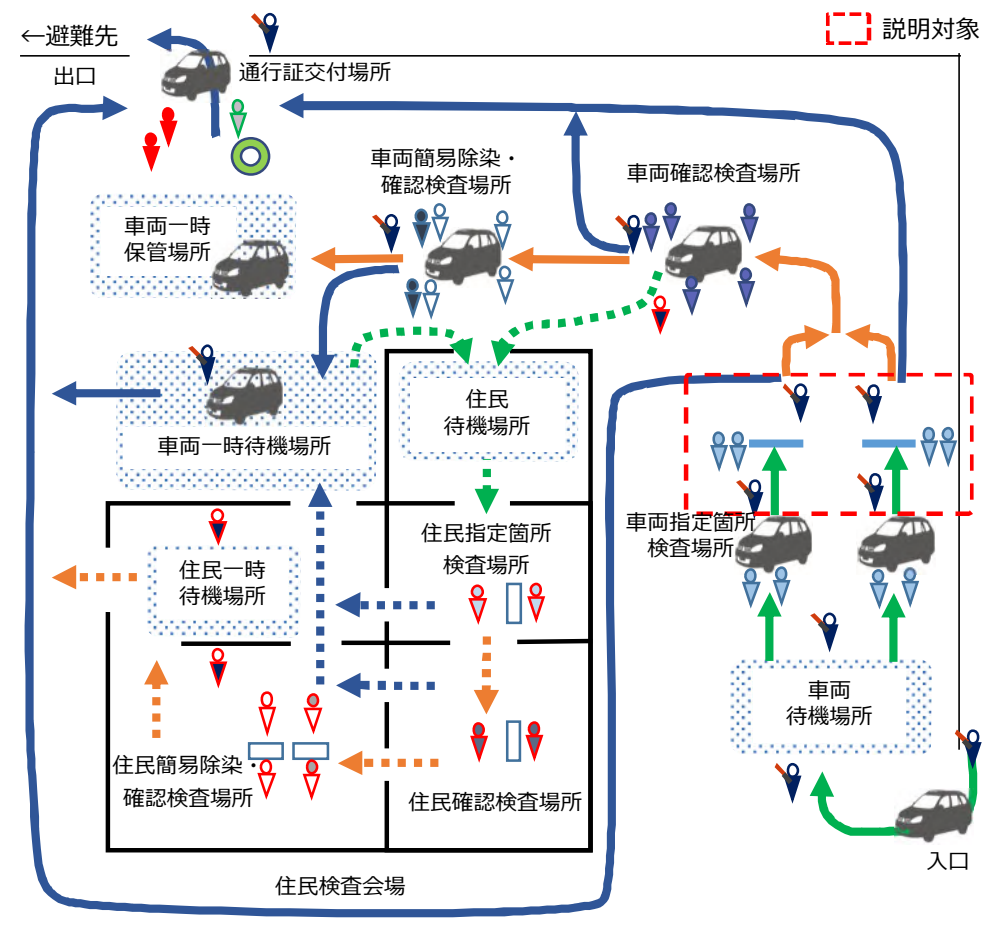 ←避難先
出口
通行証交付場所
説明対象
車両簡易除染・
確認検査場所
車両確認検査場所
車両一時
保管場所
車両一時待機場所
住民
待機場所
車両指定箇所
検査場所
住民指定箇所
検査場所
住民一時
待機場所
車両
待機場所
住民簡易除染・
確認検査場所
住民確認検査場所
入口
住民検査会場